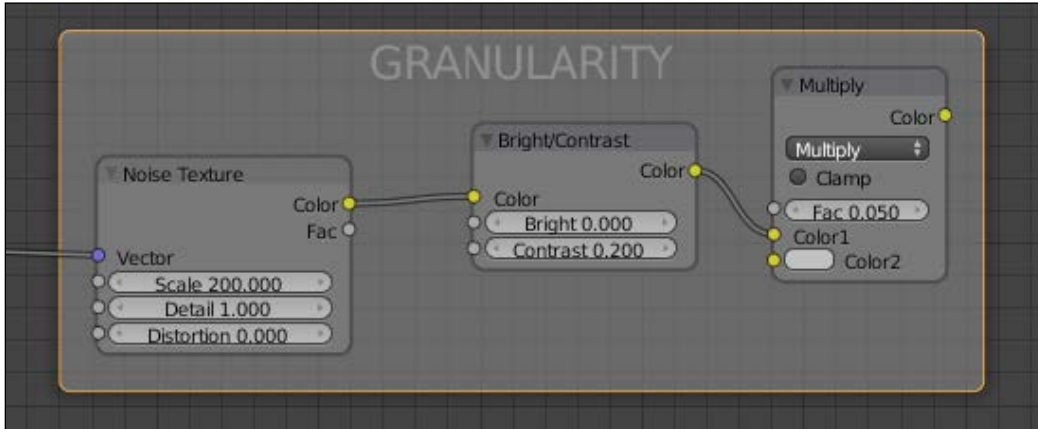 GRANULARITY
Noise Texture
Color
Fac
Vector
Scale 200.000
Detail 1.000
Distortion 0.000
Bright/Contrast
Color
Color
Bright 0.000
Contrast 0.200
Multiply
Color
Multiply
Clamp
Fac 0.050
Color1
Color2